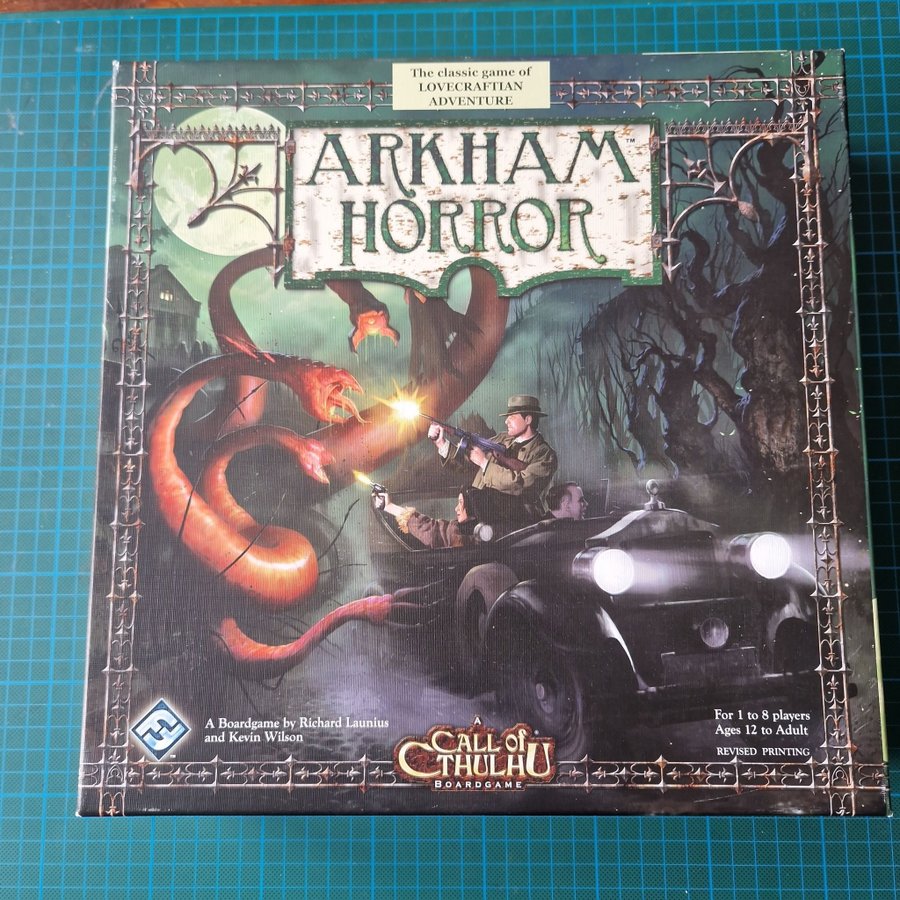 The classic game of
LOVECRAFTIAN
ADVENTURE
ARKHAM™
HORROR
A Boardgame by Richard Launius
and Kevin Wilson
A
CALL of
CTHULHU®
BOARDGAME
For 1 to 8 players
Ages 12 to Adult
REVISED PRINTING